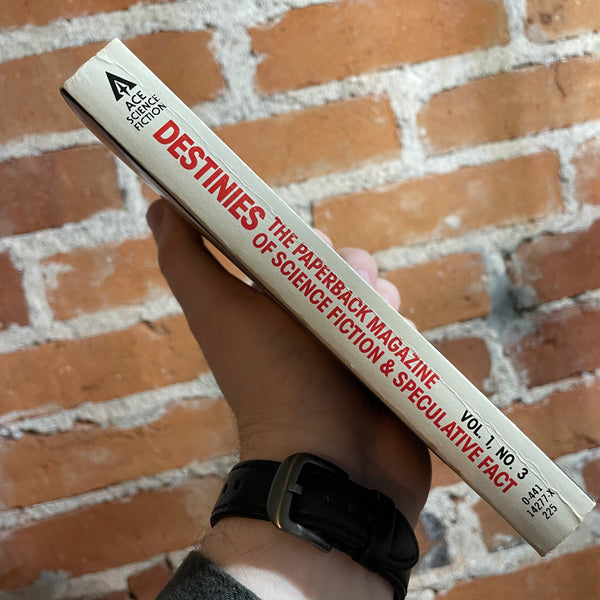 ACE
SCIENCE
FICTION
DESTINIES
THE PAPERBACK MAGAZINE
OF SCIENCE FICTION & SPECULATIVE FACT
VOL. 1, NO. 3
0-441
14277-X
225